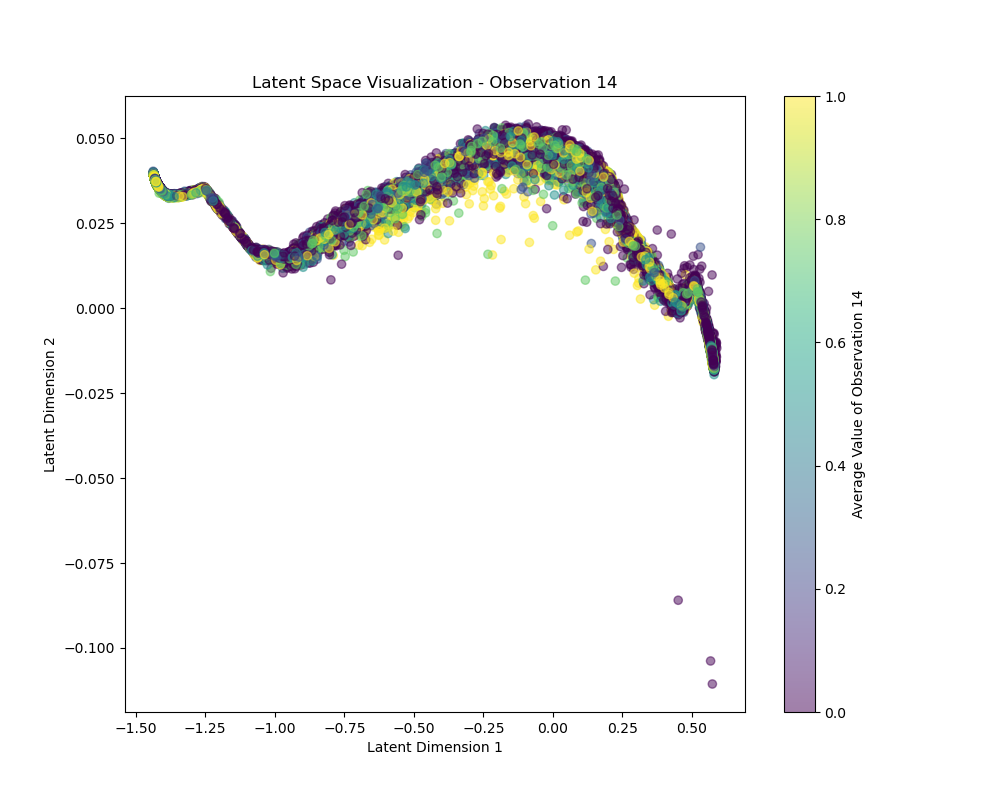 Latent Space Visualization - Observation 14
0.050
0.025
0.000
−0.025
−0.050
−0.075
−0.100
Latent Dimension 2
−1.50 −1.25 −1.00 −0.75 −0.50 −0.25 0.00 0.25 0.50
Latent Dimension 1
1.0
0.8
0.6
0.4
0.2
0.0
Average Value of Observation 14